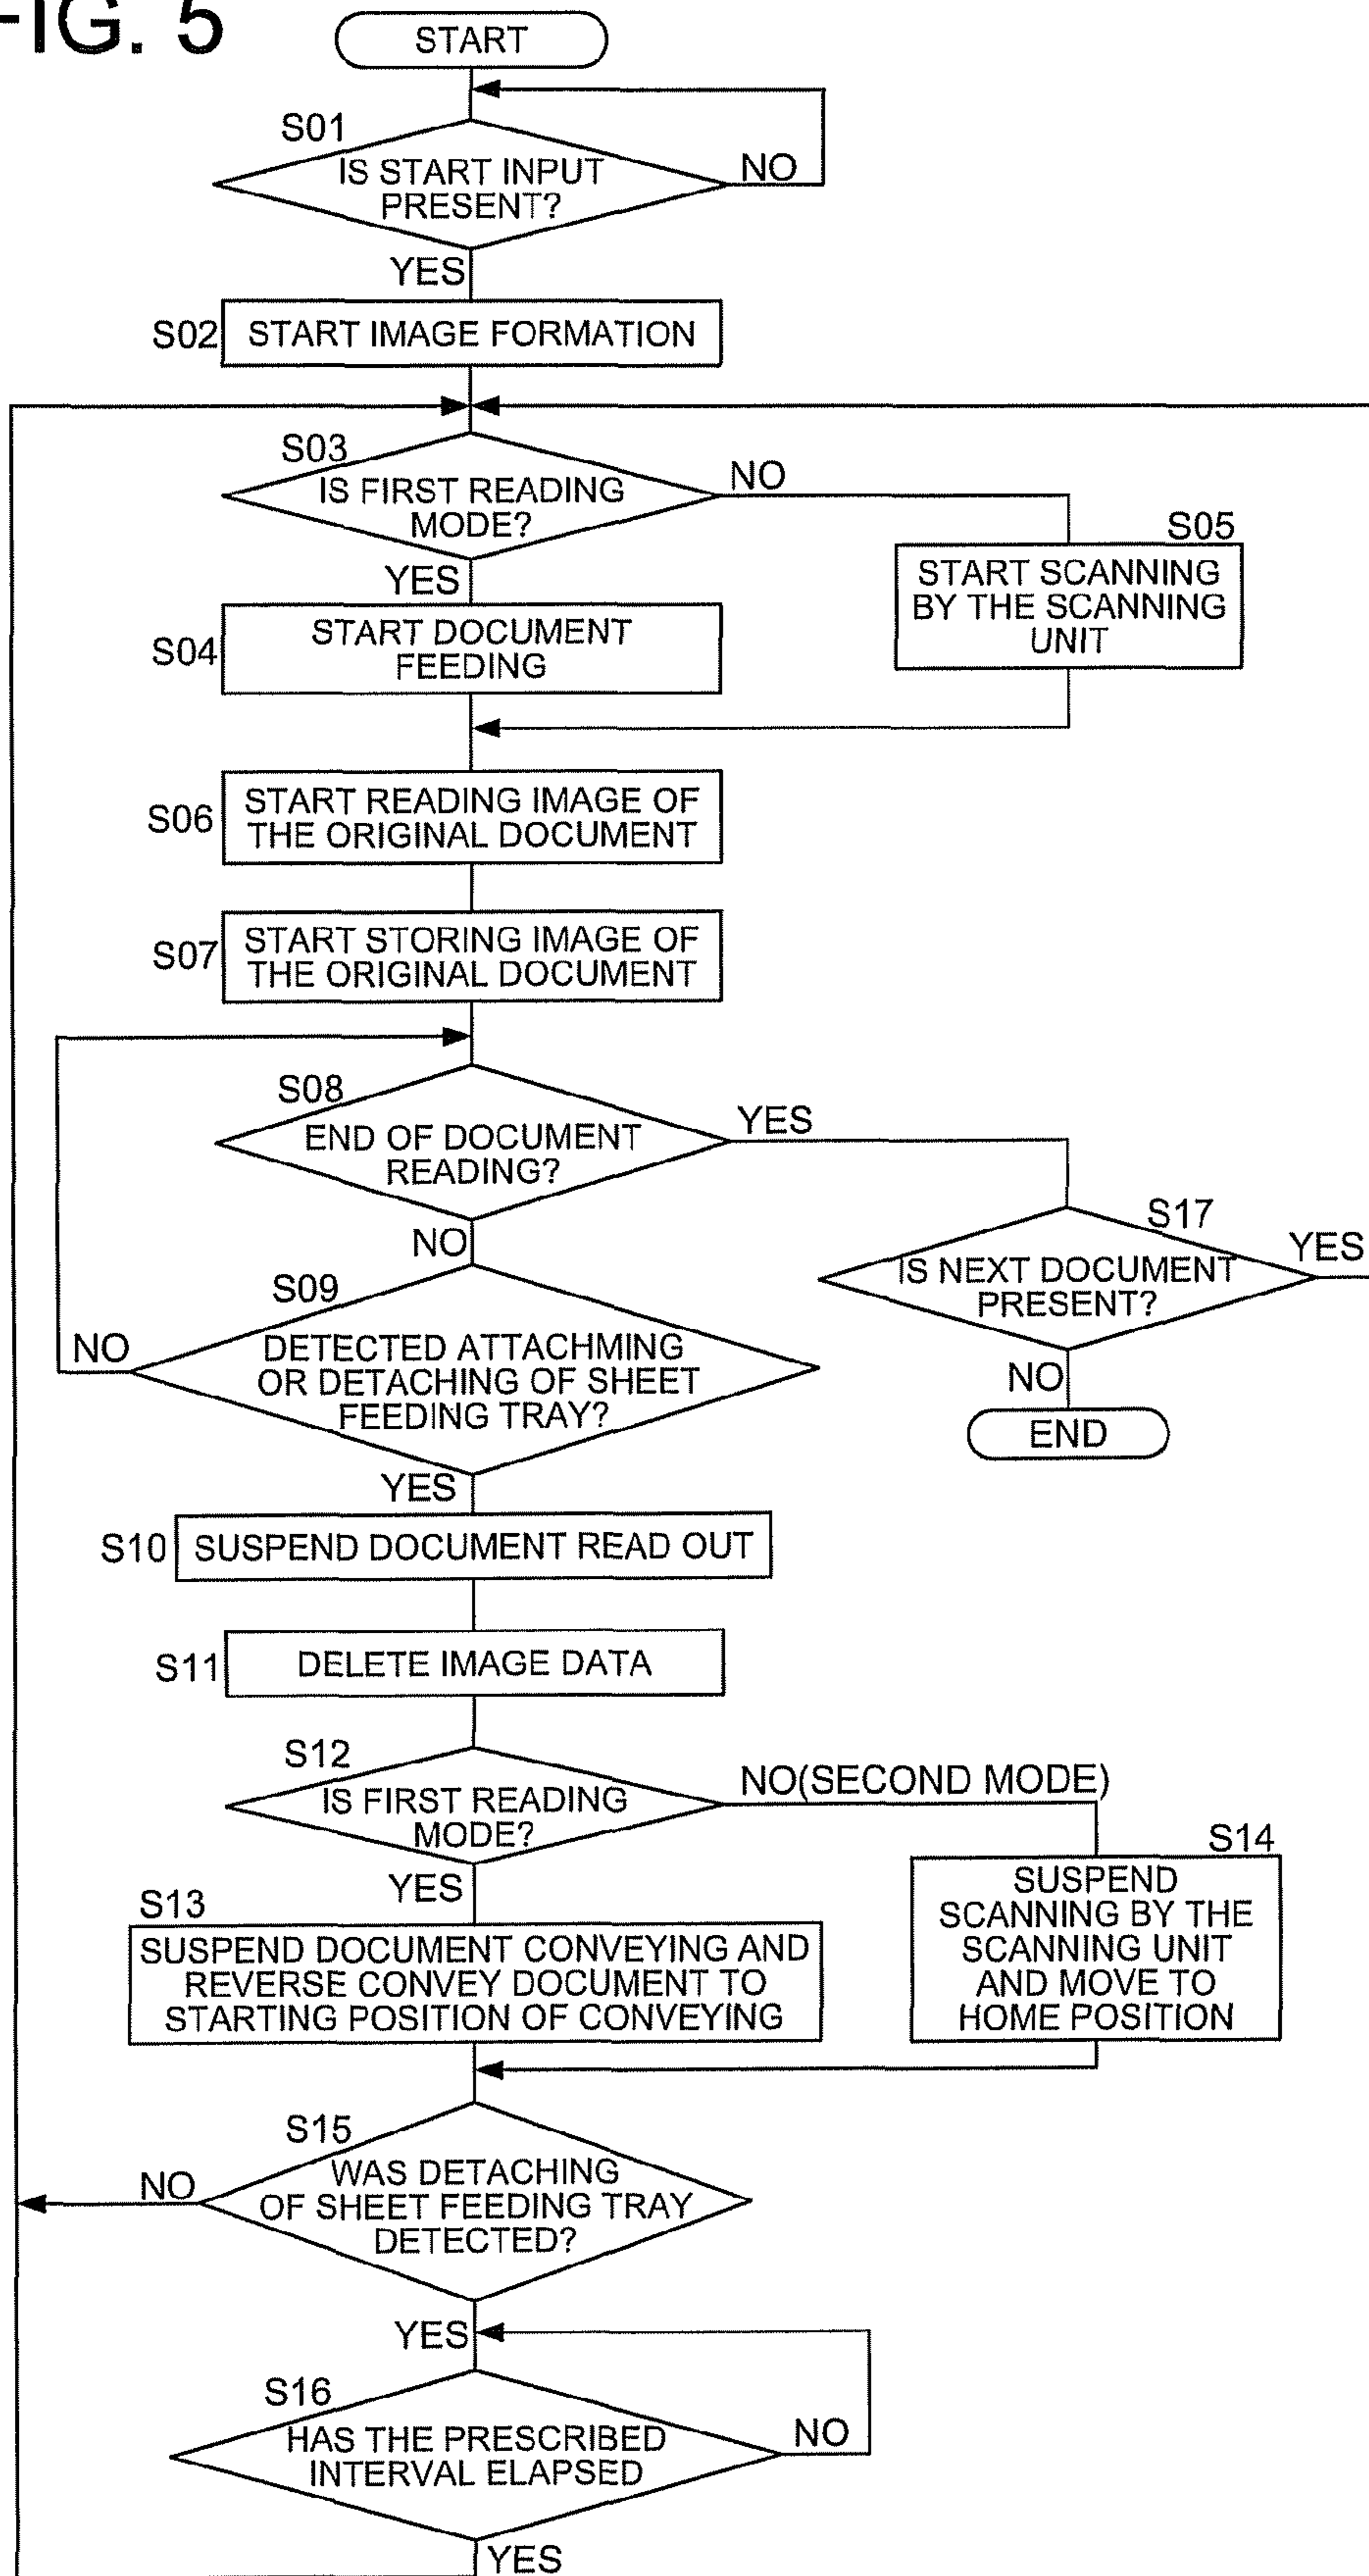 FIG. 5
START
S01
IS START INPUT
PRESENT?
NO
YES
S02
START IMAGE FORMATION
S03
IS FIRST READING
MODE?
NO
YES
S05
START SCANNING
BY THE SCANNING
UNIT
S04
START DOCUMENT
FEEDING
S06
START READING IMAGE OF
THE ORIGINAL DOCUMENT
S07
START STORING IMAGE OF
THE ORIGINAL DOCUMENT
S08
END OF DOCUMENT
READING?
YES
NO
S17
IS NEXT DOCUMENT
PRESENT?
YES
NO
END
S09
DETECTED ATTACHMING
OR DETACHING OF SHEET
FEEDING TRAY?
NO
YES
S10
SUSPEND DOCUMENT READ OUT
S11
DELETE IMAGE DATA
S12
IS FIRST READING
MODE?
NO(SECOND MODE)
YES
S14
SUSPEND
SCANNING BY THE
SCANNING UNIT
AND MOVE TO
HOME POSITION
S13
SUSPEND DOCUMENT CONVEYING AND
REVERSE CONVEY DOCUMENT TO
STARTING POSITION OF CONVEYING
S15
WAS DETACHING
OF SHEET FEEDING TRAY
DETECTED?
NO
YES
S16
HAS THE PRESCRIBED
INTERVAL ELAPSED
NO
YES